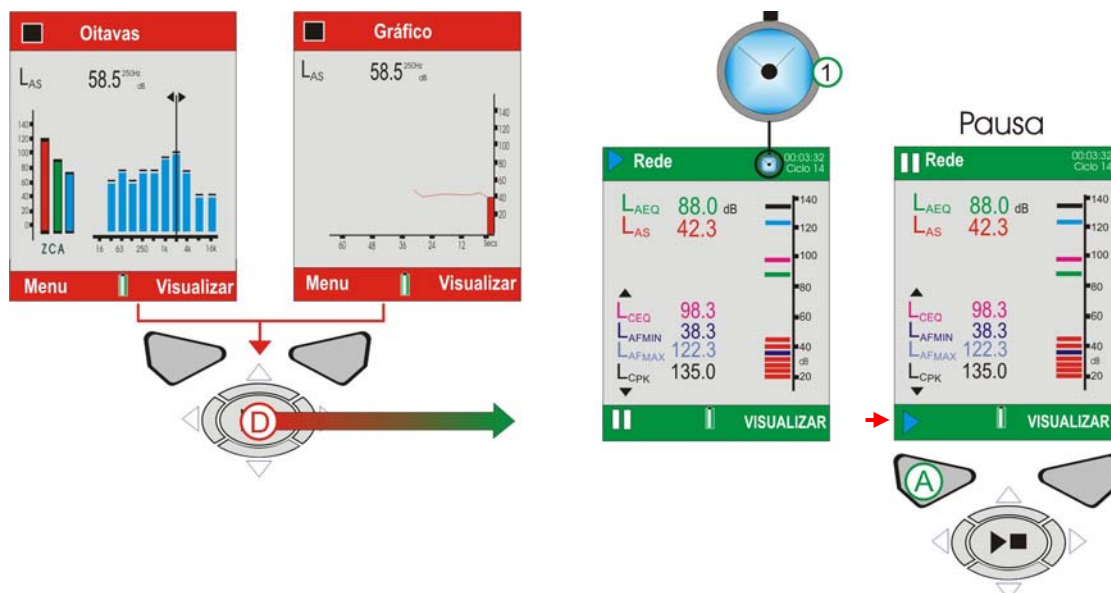 Oitavas
LAS 58.5 250Hz dB
140
120
100
80
60
40
20
0
Z C A
16 63 250 1k 4k 16k
Menu Visualizar
Gráfico
LAS 58.5 250Hz dB
140
120
100
80
60
40
20
60 48 36 24 12 Secs
Menu Visualizar
D
1
Rede 00:03:32
Ciclo 14
LAEQ 88.0 dB
LAS 42.3
LCEQ 98.3
LAFMIN 38.3
LAFMAX 122.3
LCPK 135.0
140
120
100
80
60
40
dB
20
VISUALIZAR
Pausa
Rede 00:03:32
Ciclo 14
LAEQ 88.0 dB
LAS 42.3
LCEQ 98.3
LAFMIN 38.3
LAFMAX 122.3
LCPK 135.0
140
120
100
80
60
40
dB
20
VISUALIZAR
A